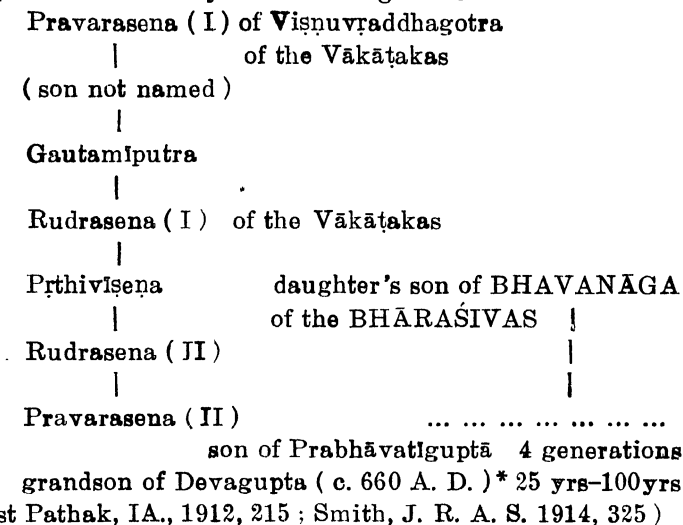 Pravarasena ( I ) of Viṣṇuvṛaddhagotra
of the Vākāṭakas
( son not named )
Gautamīputra
Rudrasena ( I ) of the Vākāṭakas
Pṛthivīṣeṇa daughter's son of BHAVANĀGA
of the BHĀRAŚIVAS
Rudrasena ( II )
Pravarasena ( II ) ... ... ... ... ... ... ...
son of Prabhāvatīguptā 4 generations
grandson of Devagupta ( c. 660 A. D. )* 25 yrs–100yrs
st Pathak, IA., 1912, 215 ; Smith, J. R. A. S. 1914, 325 )